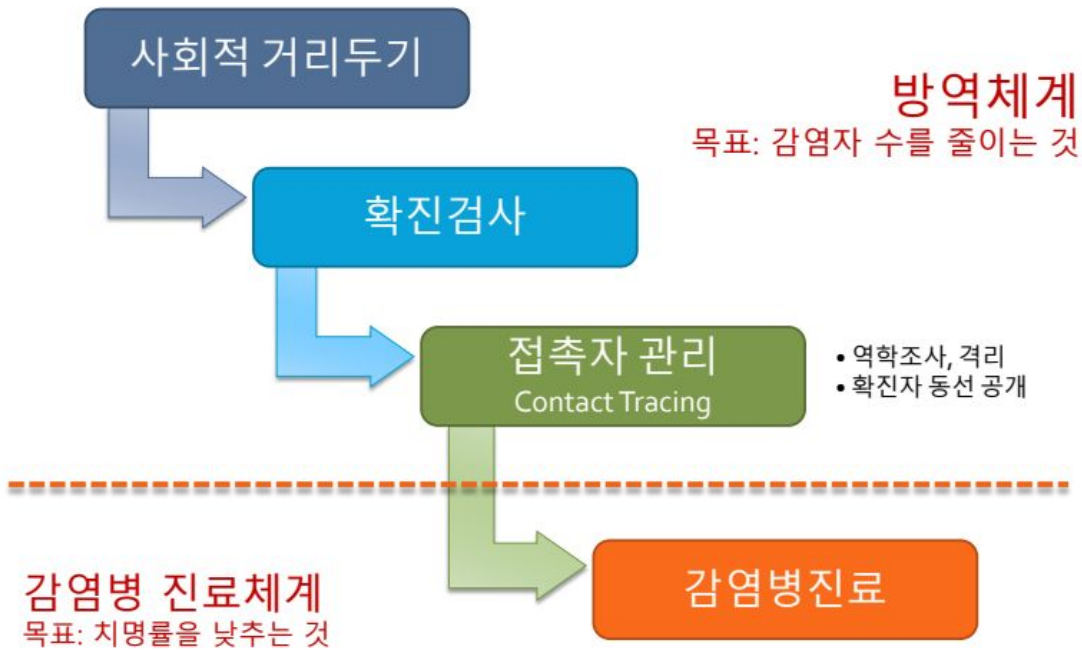 사회적 거리두기
방역체계
목표: 감염자 수를 줄이는 것
확진검사
접촉자 관리
Contact Tracing
• 역학조사, 격리
• 확진자 동선 공개
감염병 진료체계
목표: 치명률을 낮추는 것
감염병진료